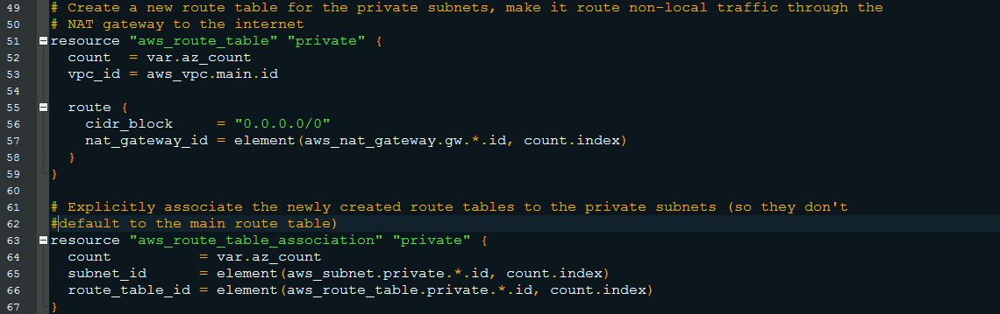 49 # Create a new route table for the private subnets, make it route non-local traffic through the
50 # NAT gateway to the internet
51 resource "aws_route_table" "private" {
52   count  = var.az_count
53   vpc_id = aws_vpc.main.id
54
55   route {
56     cidr_block     = "0.0.0.0/0"
57     nat_gateway_id = element(aws_nat_gateway.gw.*.id, count.index)
58   }
59 }
60
61 # Explicitly associate the newly created route tables to the private subnets (so they don't
62 #default to the main route table)
63 resource "aws_route_table_association" "private" {
64   count          = var.az_count
65   subnet_id      = element(aws_subnet.private.*.id, count.index)
66   route_table_id = element(aws_route_table.private.*.id, count.index)
67 }